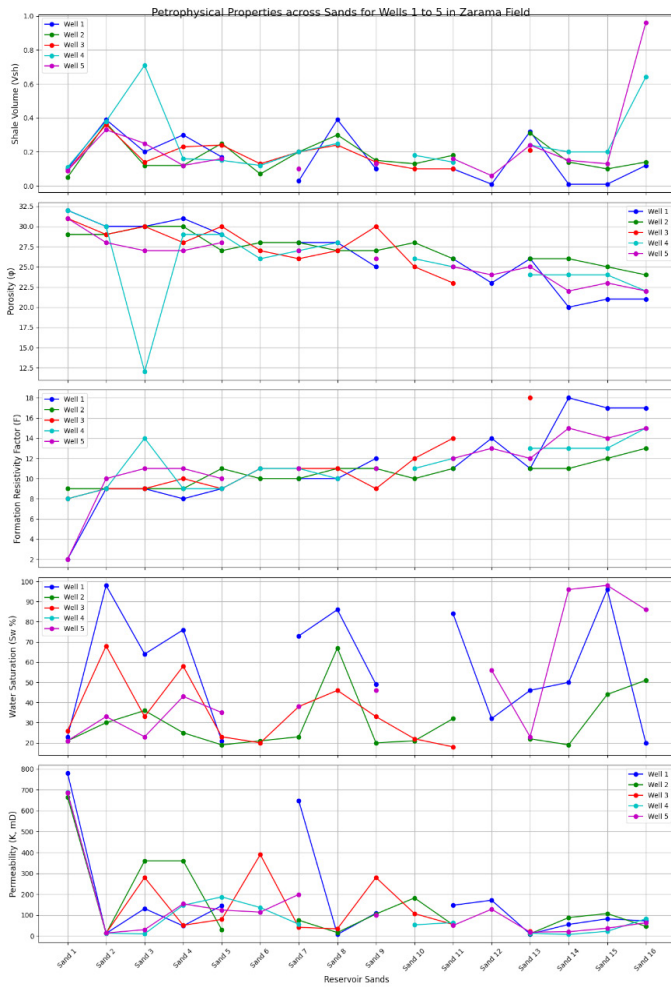 Petrophysical Properties across Sands for Wells 1 to 5 in Zarama Field
Shale Volume (Vsh)
1.0
0.8
0.6
0.4
0.2
0.0
Well 1
Well 2
Well 3
Well 4
Well 5
Porosity (φ)
32.5
30.0
27.5
25.0
22.5
20.0
17.5
15.0
12.5
Well 1
Well 2
Well 3
Well 4
Well 5
Formation Resistivity Factor (F)
18
16
14
12
10
8
6
4
2
Well 1
Well 2
Well 3
Well 4
Well 5
Water Saturation (Sw %)
100
90
80
70
60
50
40
30
20
Well 1
Well 2
Well 3
Well 4
Well 5
Permeability (K, mD)
800
700
600
500
400
300
200
100
0
Well 1
Well 2
Well 3
Well 4
Well 5
Sand 1
Sand 2
Sand 3
Sand 4
Sand 5
Sand 6
Sand 7
Sand 8
Sand 9
Sand 10
Sand 11
Sand 12
Sand 13
Sand 14
Sand 15
Sand 16
Reservoir Sands